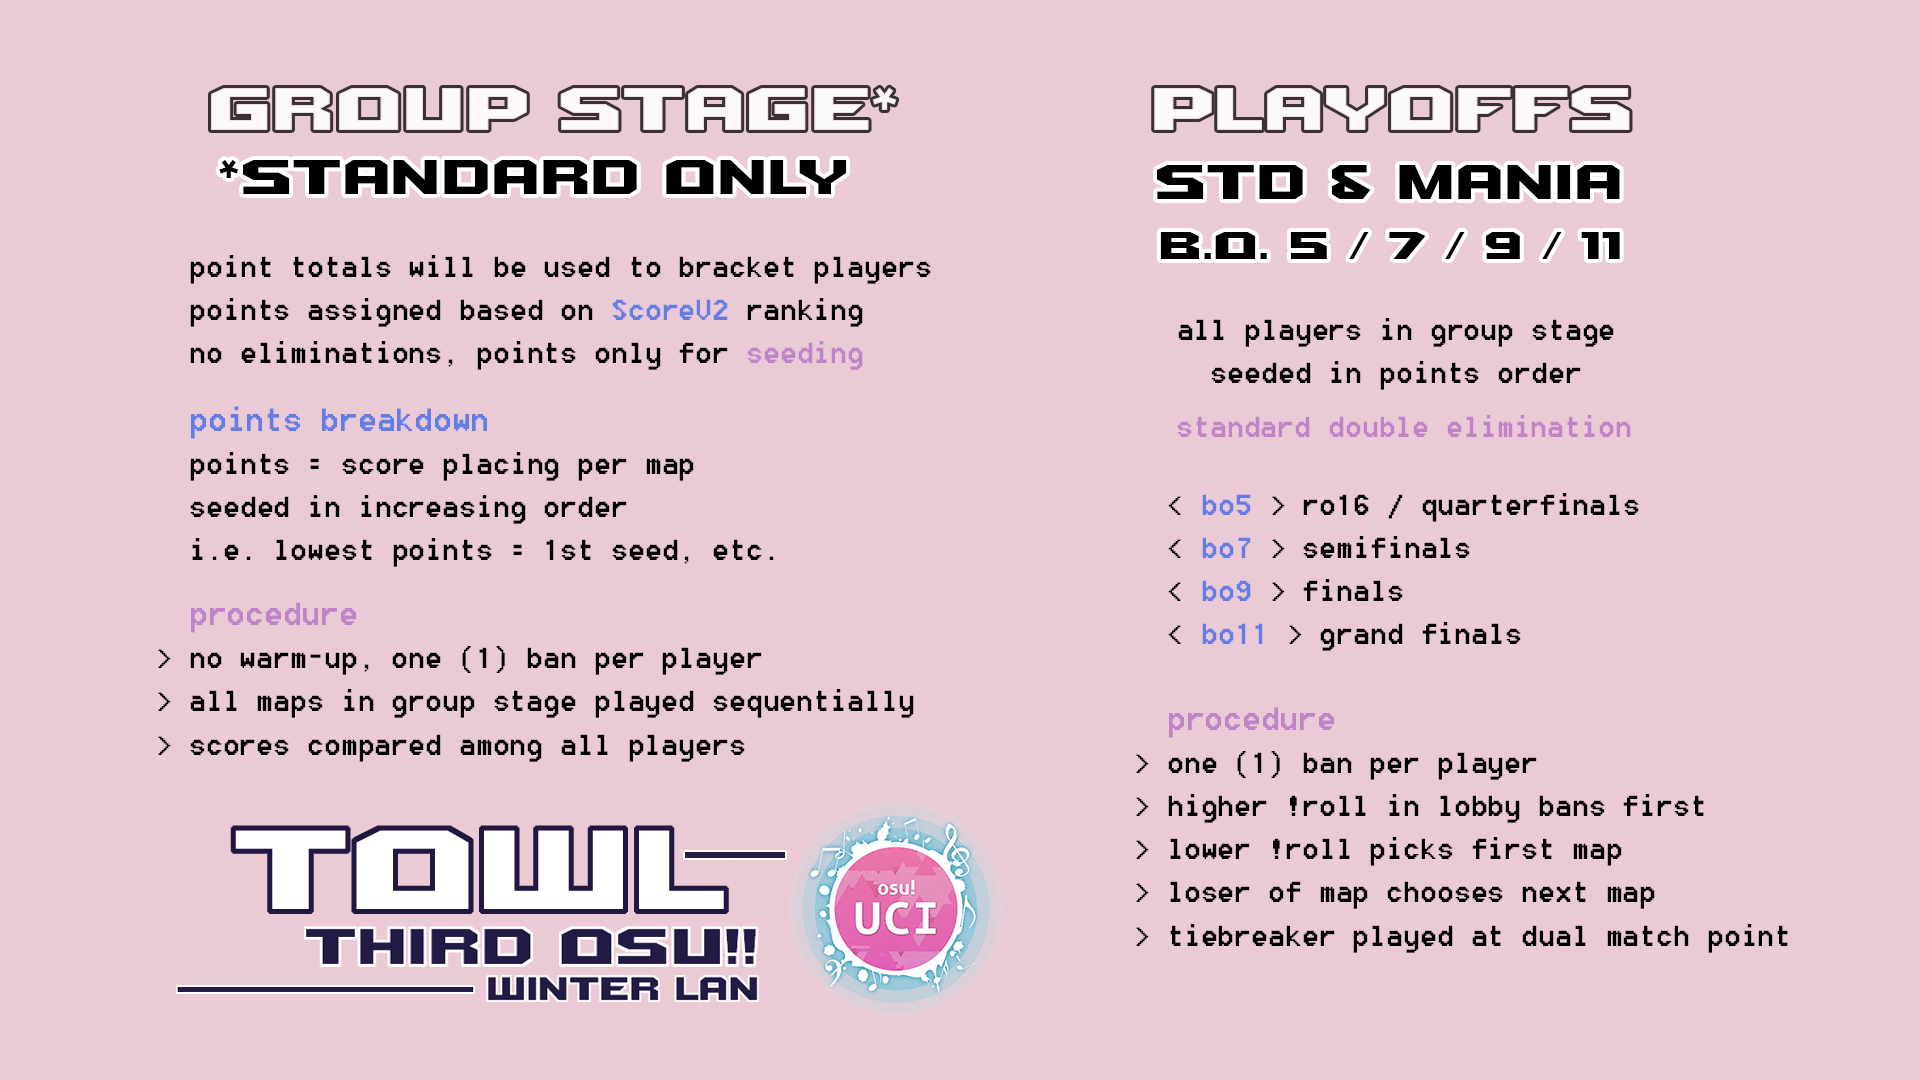 GROUP STAGE*
*STANDARD ONLY
point totals will be used to bracket players
points assigned based on ScoreV2 ranking
no eliminations, points only for seeding
points breakdown
points = score placing per map
seeded in increasing order
i.e. lowest points = 1st seed, etc.
procedure
> no warm-up, one (1) ban per player
> all maps in group stage played sequentially
> scores compared among all players
TOWL
THIRD OSU!!
WINTER LAN
osu!
UCI
PLAYOFFS
STD & MANIA
B.O. 5 / 7 / 9 / 11
all players in group stage
seeded in points order
standard double elimination
< bo5 > ro16 / quarterfinals
< bo7 > semifinals
< bo9 > finals
< bo11 > grand finals
procedure
> one (1) ban per player
> higher !roll in lobby bans first
> lower !roll picks first map
> loser of map chooses next map
> tiebreaker played at dual match point